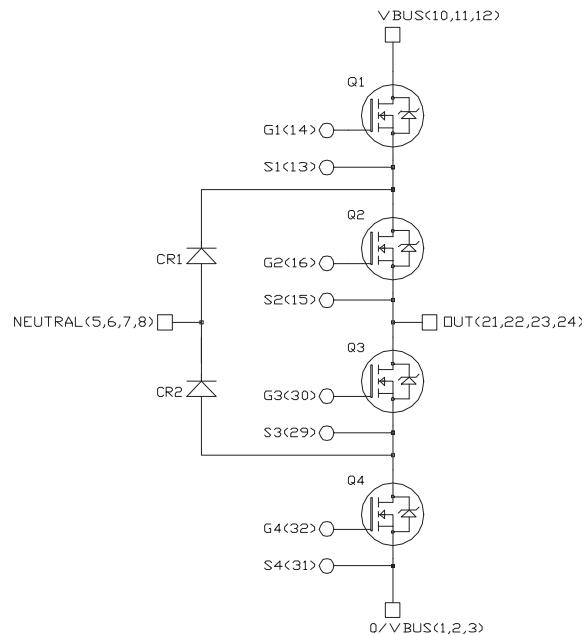 VBUS(10,11,12)
Q1
G1(14)
S1(13)
Q2
CR1
G2(16)
S2(15)
NEUTRAL(5,6,7,8)
OUT(21,22,23,24)
Q3
CR2
G3(30)
S3(29)
Q4
G4(32)
S4(31)
0/VBUS(1,2,3)